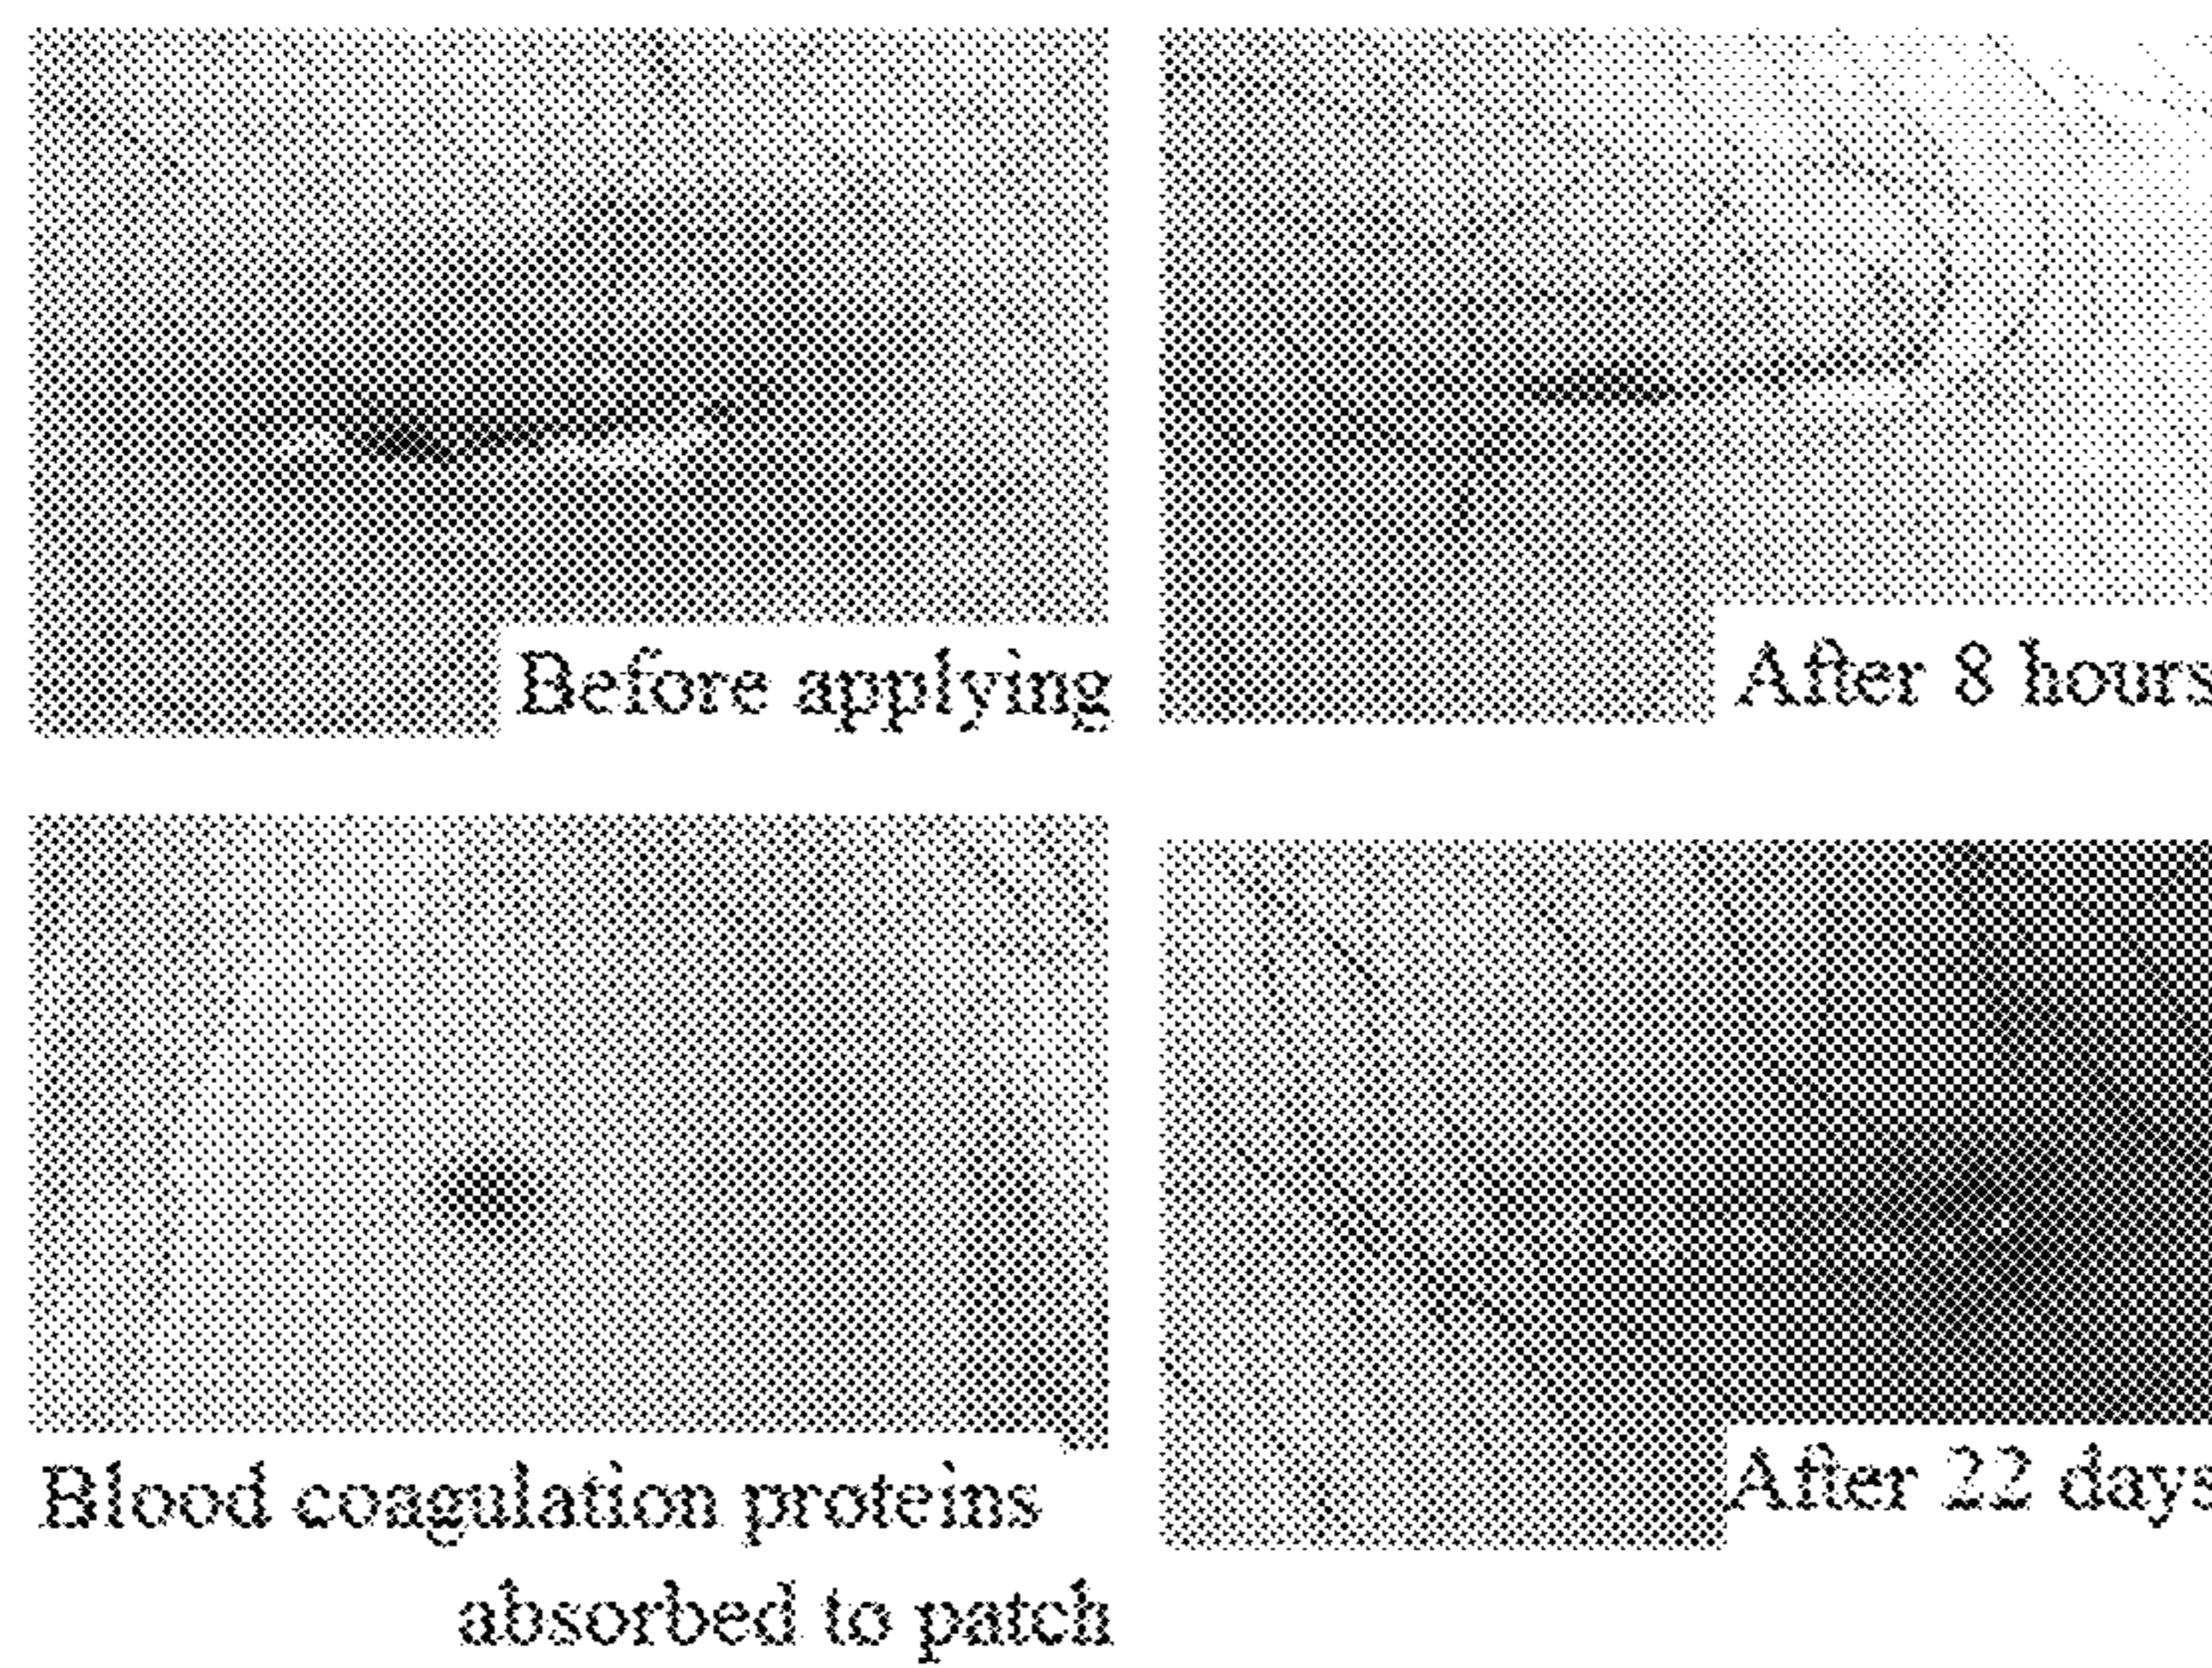 Before applying
After 8 hours
Blood coagulation proteins
absorbed to patch
After 22 days